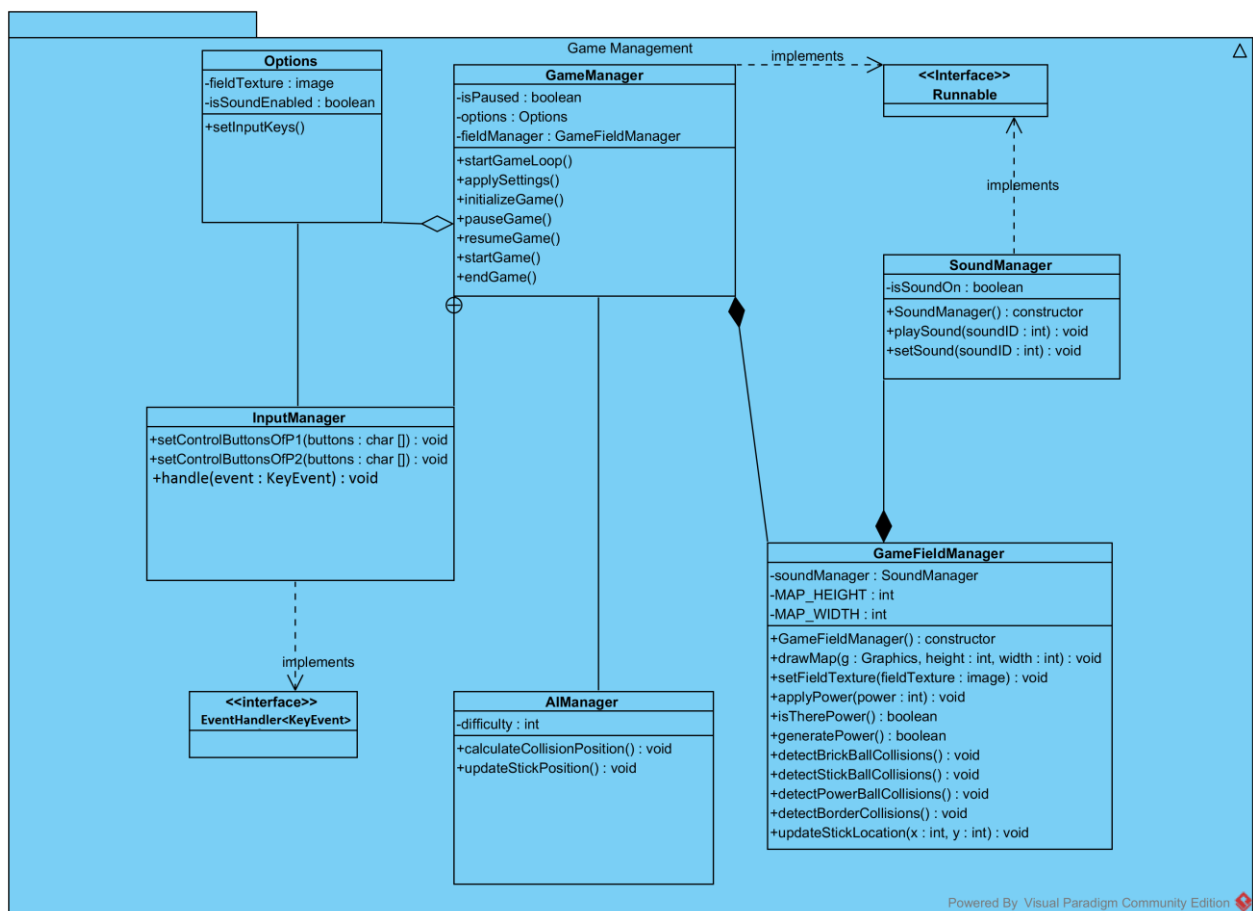 Game Management
Options
-fieldTexture : image
-isSoundEnabled : boolean
+setInputKeys()
GameManager
-isPaused : boolean
-options : Options
-fieldManager : GameFieldManager
+startGameLoop()
+applySettings()
+initializeGame()
+pauseGame()
+resumeGame()
+startGame()
+endGame()
implements
<<Interface>>
Runnable
implements
SoundManager
-isSoundOn : boolean
+SoundManager() : constructor
+playSound(soundID : int) : void
+setSound(soundID : int) : void
InputManager
+setControlButtonsOfP1(buttons : char []) : void
+setControlButtonsOfP2(buttons : char []) : void
+handle(event : KeyEvent) : void
implements
<<interface>>
EventHandler<KeyEvent>
AIManager
-difficulty : int
+calculateCollisionPosition() : void
+updateStickPosition() : void
GameFieldManager
-soundManager : SoundManager
-MAP_HEIGHT : int
-MAP_WIDTH : int
+GameFieldManager() : constructor
+drawMap(g : Graphics, height : int, width : int) : void
+setFieldTexture(fieldTexture : image) : void
+applyPower(power : int) : void
+isTherePower() : boolean
+generatePower() : boolean
+detectBrickBallCollisions() : void
+detectStickBallCollisions() : void
+detectPowerBallCollisions() : void
+detectBorderCollisions() : void
+updateStickLocation(x : int, y : int) : void
Powered By Visual Paradigm Community Edition